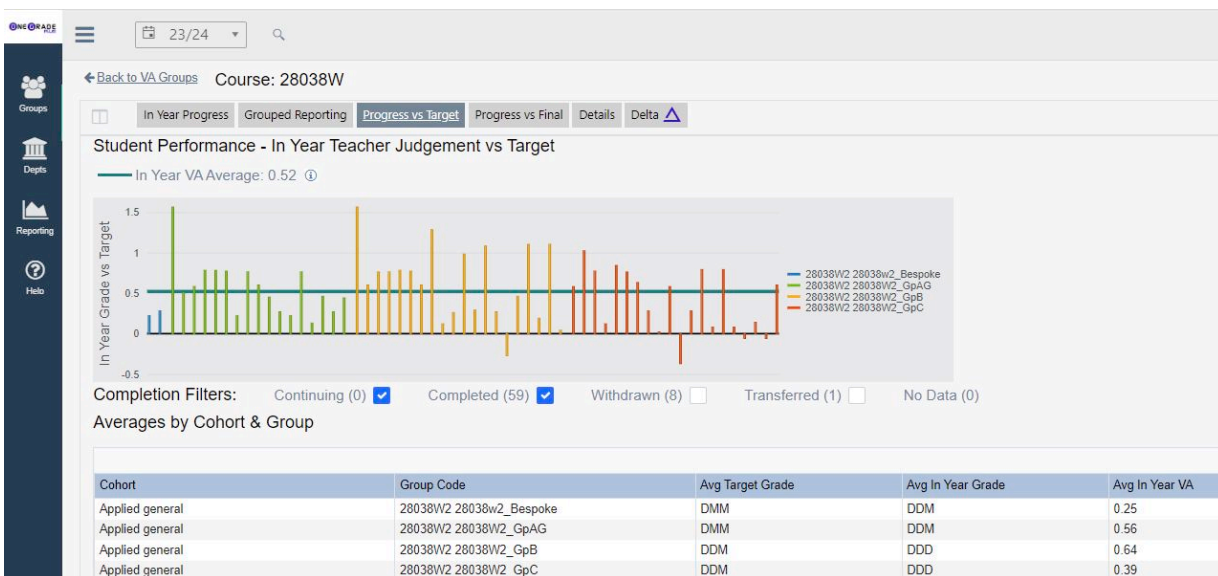 ONEGRADE
HUB
23/24
Groups
Depts
Reporting
Help
Back to VA Groups Course: 28038W
In Year Progress Grouped Reporting Progress vs Target Progress vs Final Details Delta
Student Performance - In Year Teacher Judgement vs Target
In Year VA Average: 0.52
In Year Grade vs Target
1.5
1
0.5
0
-0.5
28038W2 28038w2_Bespoke
28038W2 28038W2_GpAG
28038W2 28038W2_GpB
28038W2 28038W2_GpC
Completion Filters: Continuing (0) Completed (59) Withdrawn (8) Transferred (1) No Data (0)
Averages by Cohort & Group
Cohort Group Code Avg Target Grade Avg In Year Grade Avg In Year VA
Applied general 28038W2 28038w2_Bespoke DMM DDM 0.25
Applied general 28038W2 28038W2_GpAG DMM DDM 0.56
Applied general 28038W2 28038W2_GpB DDM DDD 0.64
Applied general 28038W2 28038W2_GpC DDM DDD 0.39